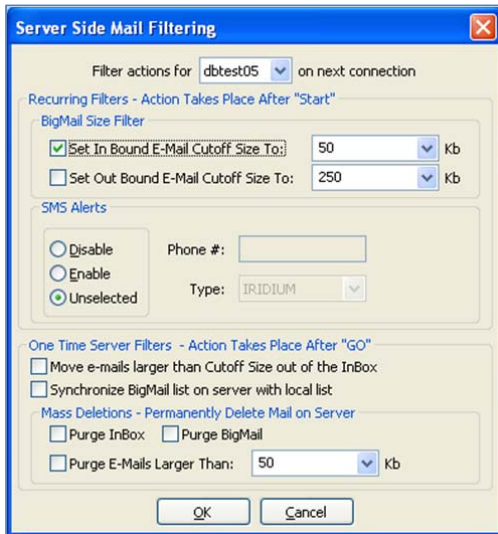 Server Side Mail Filtering
Filter actions for dbtest05 on next connection
Recurring Filters - Action Takes Place After "Start"
BigMail Size Filter
Set In Bound E-Mail Cutoff Size To: 50 Kb
Set Out Bound E-Mail Cutoff Size To: 250 Kb
SMS Alerts
Disable
Phone #:
Enable
Type: IRIDIUM
Unselected
One Time Server Filters - Action Takes Place After "GO"
Move e-mails larger than Cutoff Size out of the InBox
Synchronize BigMail list on server with local list
Mass Deletions - Permanently Delete Mail on Server
Purge InBox Purge BigMail
Purge E-Mails Larger Than: 50 Kb
OK Cancel